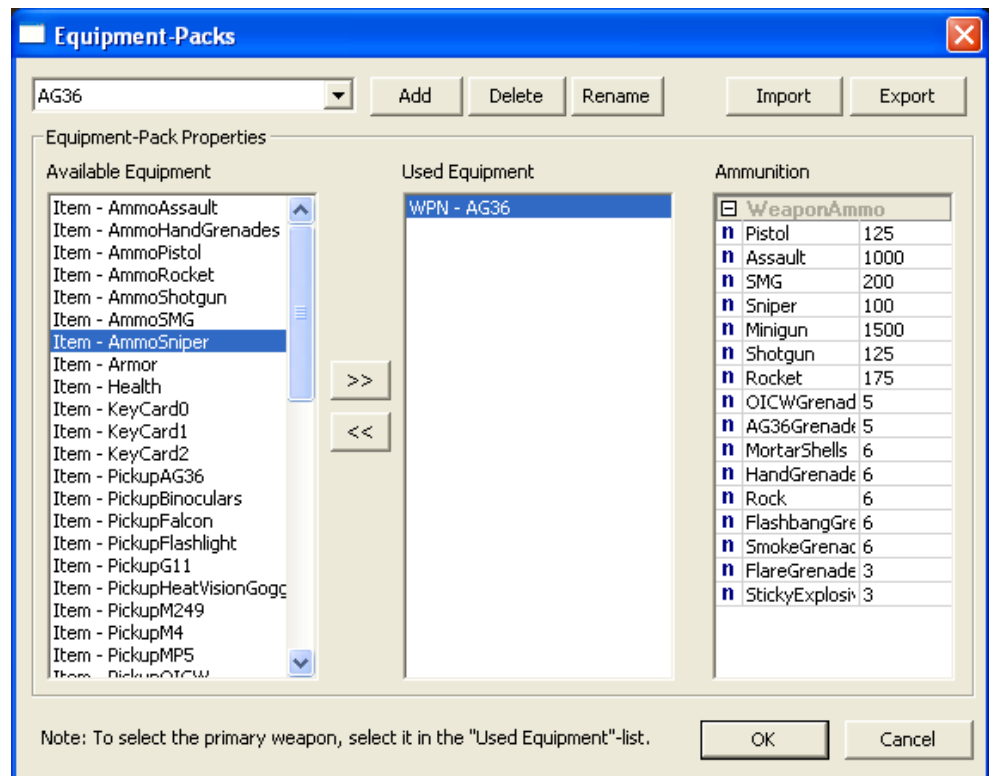 Equipment-Packs
AG36
Add
Delete
Rename
Import
Export
Equipment-Pack Properties
Available Equipment
Used Equipment
Ammunition
Item - AmmoAssault
Item - AmmoHandGrenades
Item - AmmoPistol
Item - AmmoRocket
Item - AmmoShotgun
Item - AmmoSMG
Item - AmmoSniper
Item - Armor
Item - Health
Item - KeyCard0
Item - KeyCard1
Item - KeyCard2
Item - PickupAG36
Item - PickupBinoculars
Item - PickupFalcon
Item - PickupFlashlight
Item - PickupG11
Item - PickupHeatVisionGogg
Item - PickupM249
Item - PickupM4
Item - PickupMP5
Item - PickupOICW
>>
<<
WPN - AG36
WeaponAmmo
n Pistol 125
n Assault 1000
n SMG 200
n Sniper 100
n Minigun 1500
n Shotgun 125
n Rocket 175
n OICWGrenad 5
n AG36Grenade 5
n MortarShells 6
n HandGrenade 6
n Rock 6
n FlashbangGre 6
n SmokeGrenac 6
n FlareGrenade 3
n StickyExplosiv 3
Note: To select the primary weapon, select it in the "Used Equipment"-list.
OK
Cancel